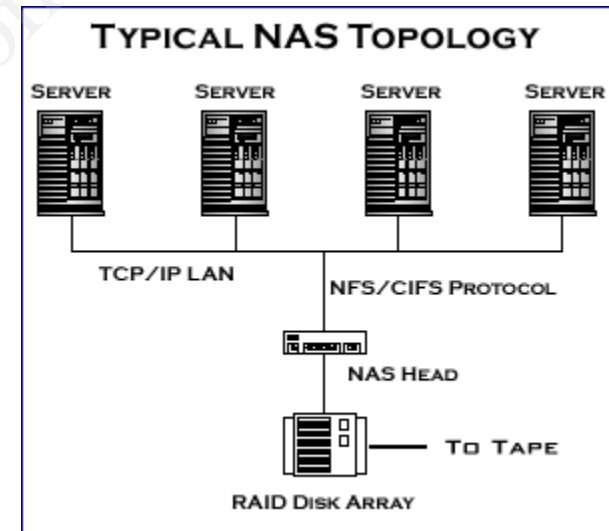 TYPICAL NAS TOPOLOGY
SERVER SERVER SERVER SERVER
TCP/IP LAN
NFS/CIFS PROTOCOL
NAS HEAD
TO TAPE
RAID DISK ARRAY